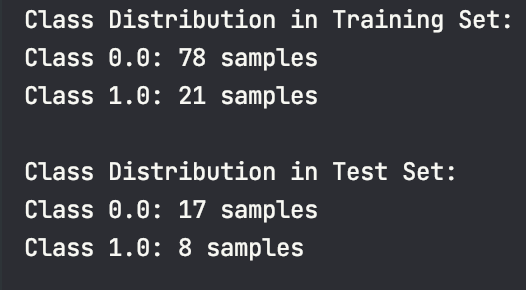 Class Distribution in Training Set:
Class 0.0: 78 samples
Class 1.0: 21 samples
Class Distribution in Test Set:
Class 0.0: 17 samples
Class 1.0: 8 samples